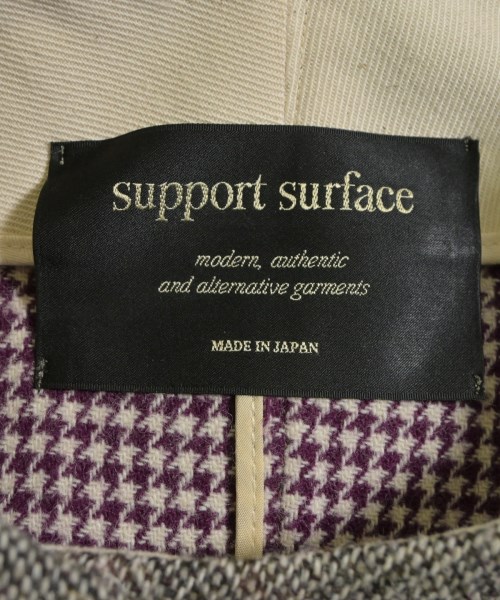 support surface
modern, authentic
and alternative garments
MADE IN JAPAN